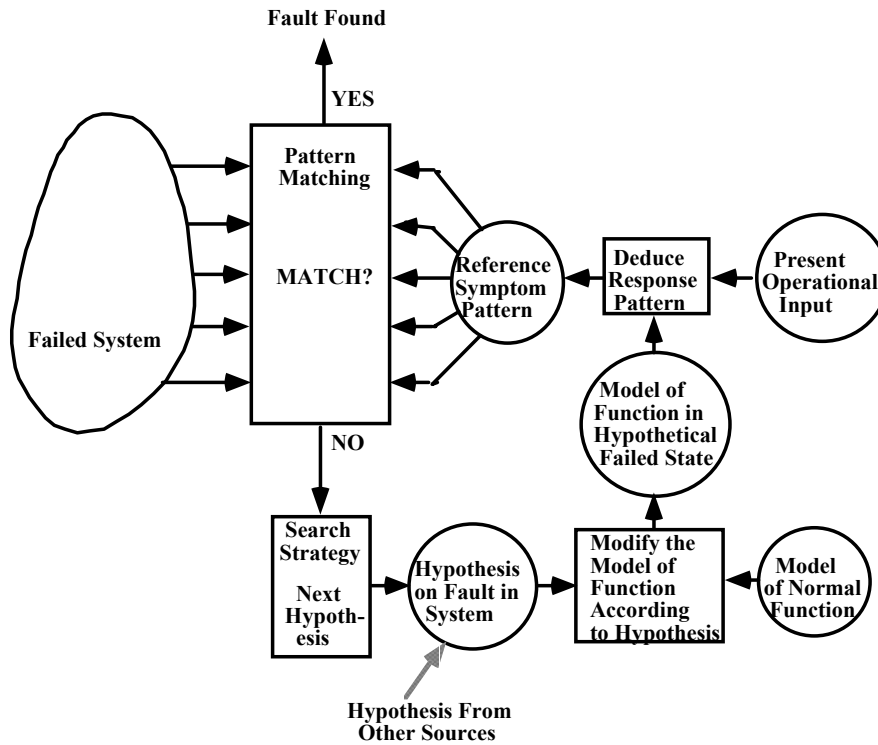 Fault Found
YES
Pattern
Matching
MATCH?
Failed System
Reference
Symptom
Pattern
Deduce
Response
Pattern
Present
Operational
Input
Model of
Function in
Hypothetical
Failed State
NO
Search
Strategy
Next
Hypoth-
esis
Hypothesis
on Fault in
System
Modify the
Model of
Function
According
to Hypothesis
Model
of Normal
Function
Hypothesis From
Other Sources